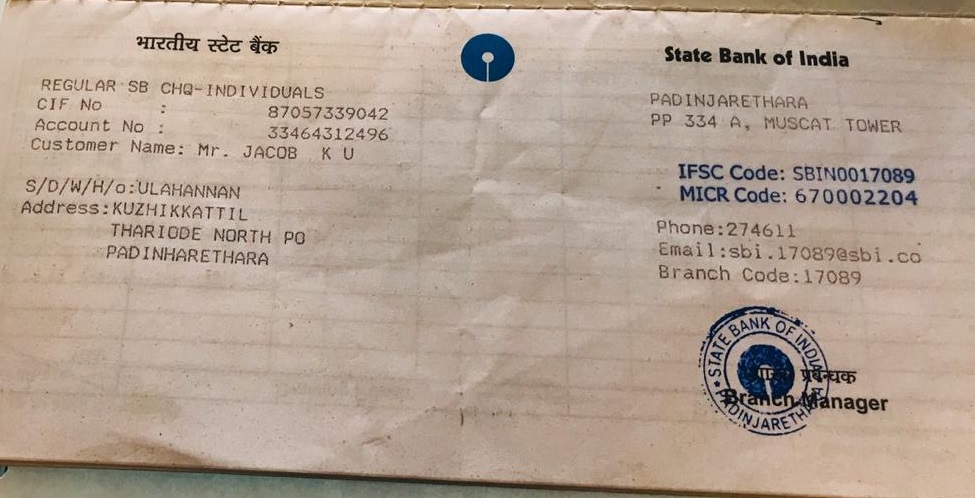 भारतीय स्टेट बैंक
REGULAR SB CHQ-INDIVIDUALS
CIF No : 87057339042
Account No : 33464312496
Customer Name: Mr. JACOB K U
S/D/W/H/o:ULAHANNAN
Address:KUZHIKKATTIL
THARIODE NORTH PO
PADINHARETHARA
State Bank of India
PADINJARETHARA
PP 334 A, MUSCAT TOWER
IFSC Code: SBIN0017089
MICR Code: 670002204
Phone:274611
Email:sbi.17089@sbi.co
Branch Code:17089
STATE BANK OF INDIA
PADINJARETHARA
शाखा प्रबन्धक
Branch Manager